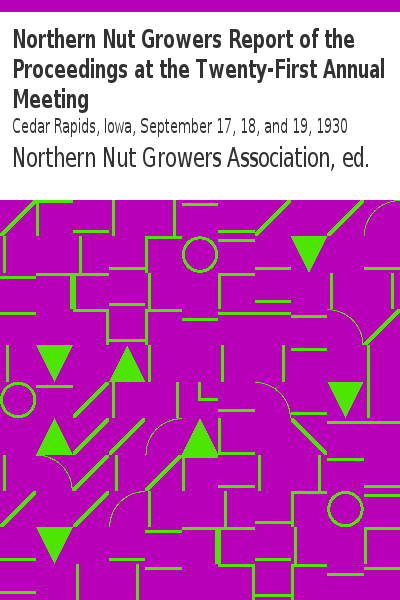 Northern Nut Growers Report of the
Proceedings at the Twenty-First Annual
Meeting
Cedar Rapids, Iowa, September 17, 18, and 19, 1930
Northern Nut Growers Association, ed.